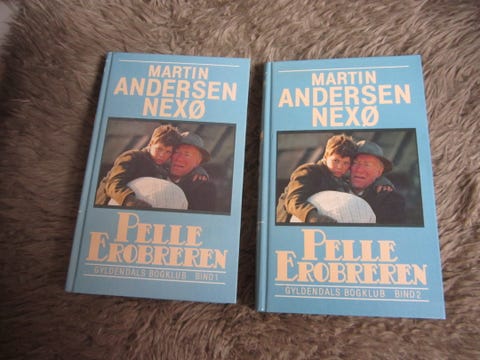 MARTIN
ANDERSEN
NEXØ
PELLE
EROBREREN
GYLDENDALS BOGKLUB BIND 1
MARTIN
ANDERSEN
NEXØ
PELLE
EROBREREN
GYLDENDALS BOGKLUB BIND 2